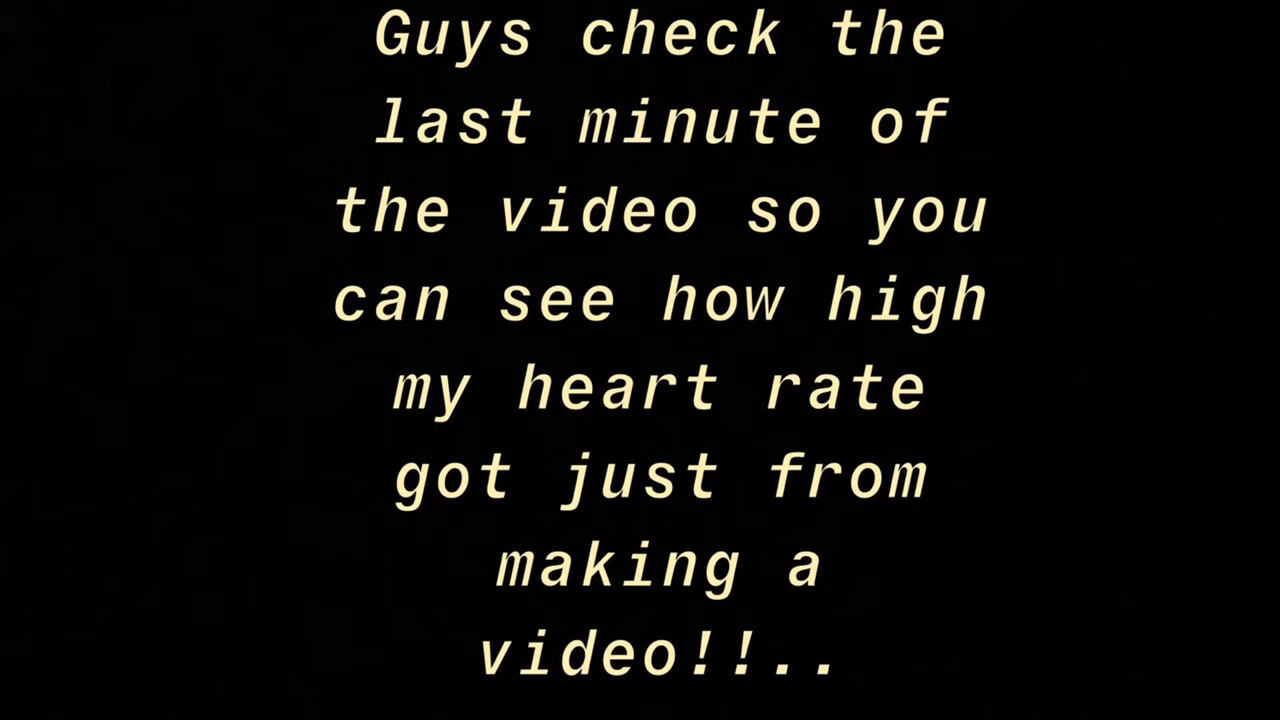 Guys check the
last minute of
the video so you
can see how high
my heart rate
got just from
making a
video!!..